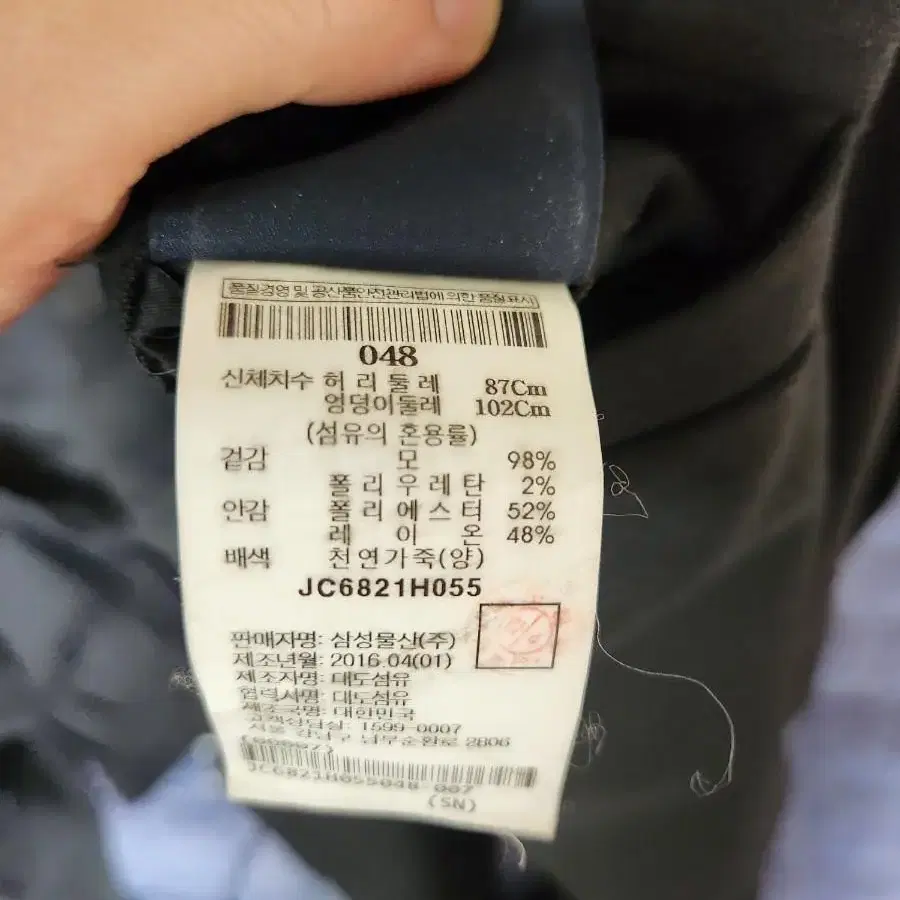 품질경영 및 공산품안전관리법에 의한 품질표시
048
신체치수 허 리 둘 레 87Cm
엉덩이둘레 102Cm
(섬유의 혼용률)
겉감 모 98%
폴 리 우 레 탄 2%
안감 폴 리 에 스 터 52%
레 이 온 48%
배색 천연가죽(양)
JC6821H055
판매자명: 삼성물산(주)
제조년월: 2016.04(01)
제조자명: 대도섬유
협력사명: 대도섬유
제조국명: 대한민국
고객상담실: 1599-0007
서울 강남구 남부순환로 2806
JC6821H055048-007
(SN)